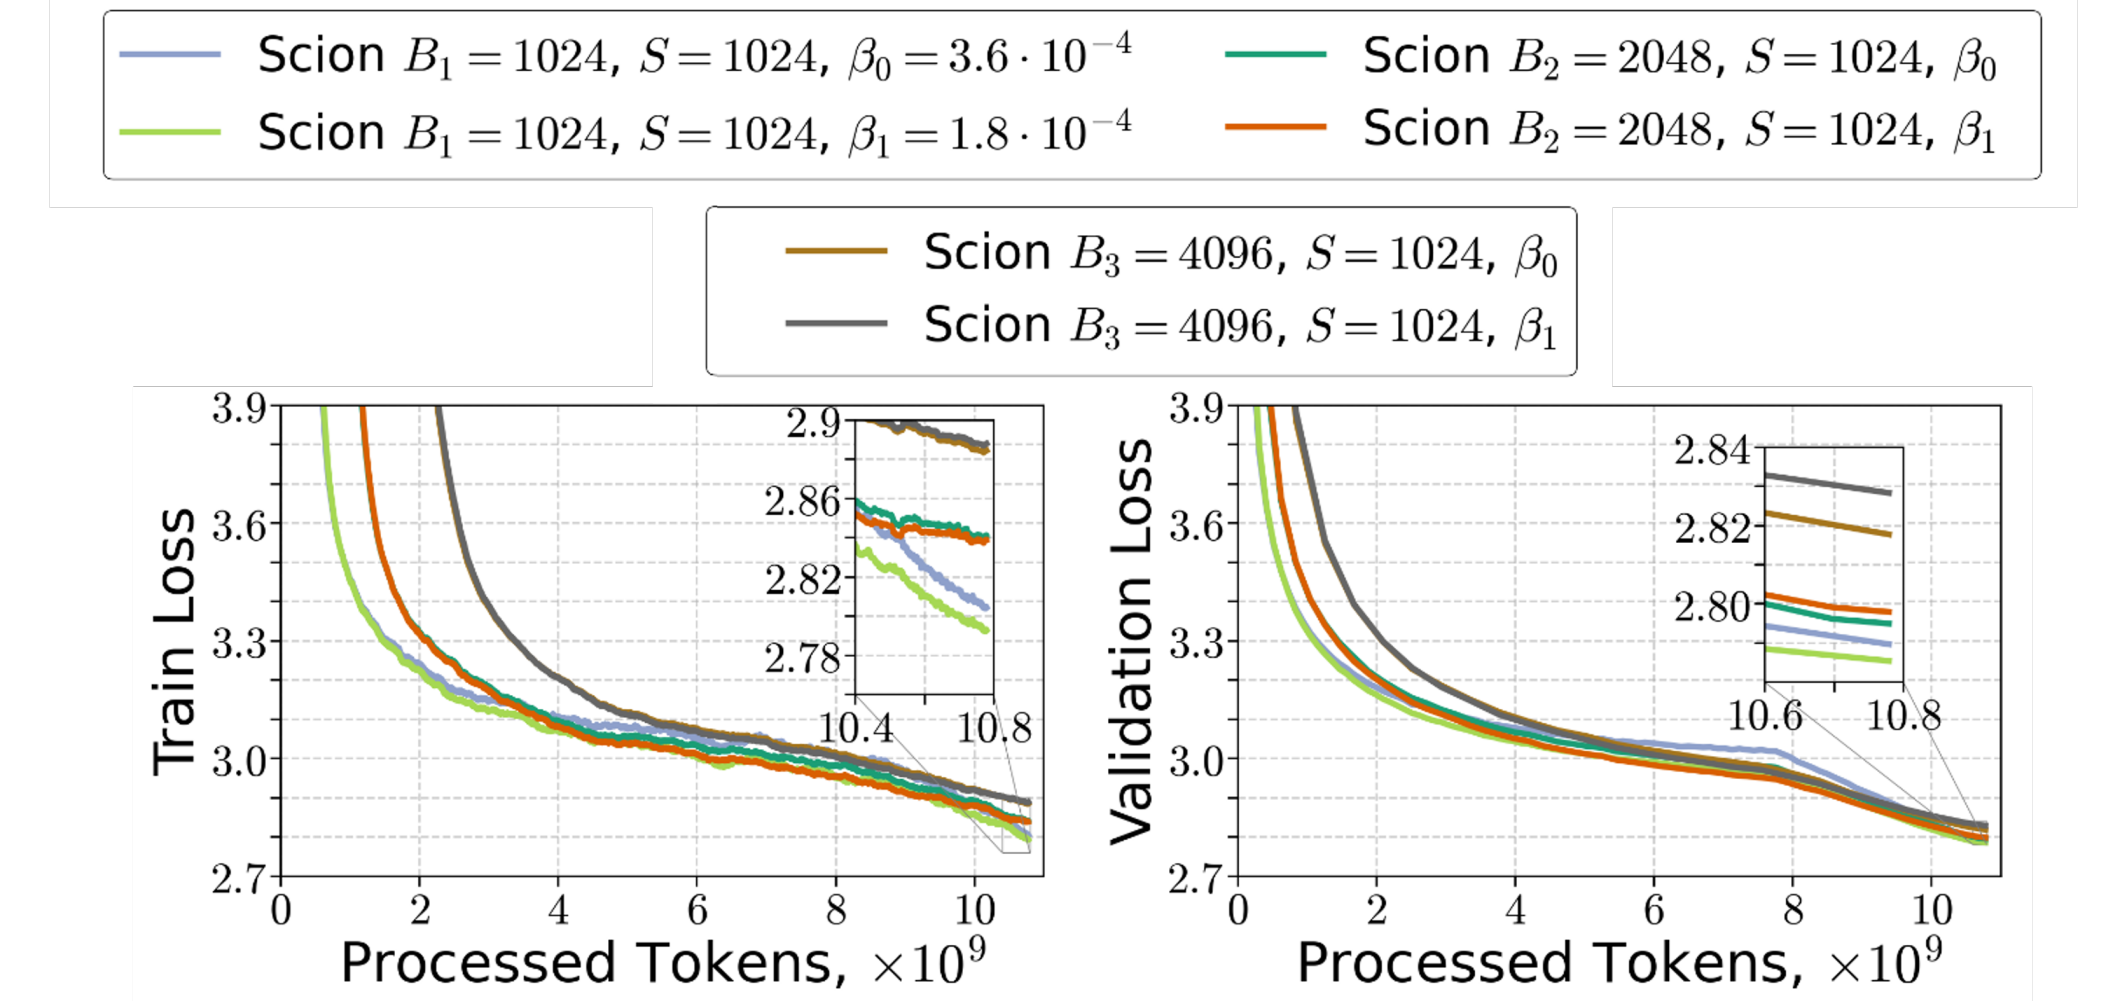 Scion B₁ = 1024, S = 1024, β₀ = 3.6 · 10⁻⁴
Scion B₁ = 1024, S = 1024, β₁ = 1.8 · 10⁻⁴
Scion B₂ = 2048, S = 1024, β₀
Scion B₂ = 2048, S = 1024, β₁
Scion B₃ = 4096, S = 1024, β₀
Scion B₃ = 4096, S = 1024, β₁
Train Loss
3.9
3.6
3.3
3.0
2.7
0 2 4 6 8 10
Processed Tokens, ×10⁹
2.9
2.86
2.82
2.78
10.4 10.8
Validation Loss
3.9
3.6
3.3
3.0
2.7
0 2 4 6 8 10
Processed Tokens, ×10⁹
2.84
2.82
2.80
10.6 10.8